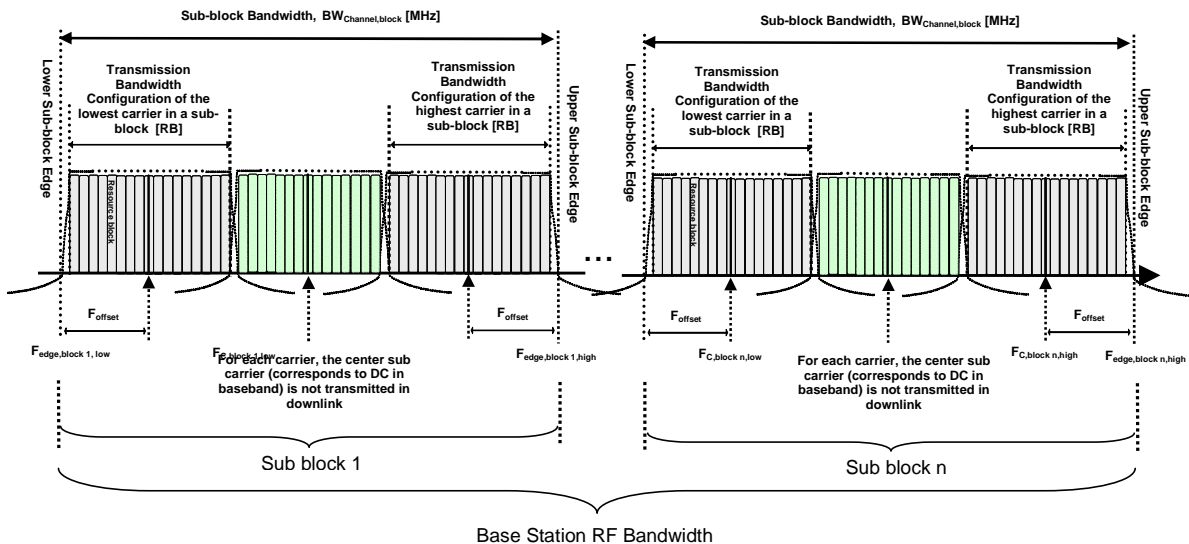 Sub-block Bandwidth, BWChannel,block [MHz]
Sub-block Bandwidth, BWChannel,block [MHz]
Lower Sub-block Edge
Transmission
Bandwidth
Configuration of the
lowest carrier in a sub-
block [RB]
Transmission
Bandwidth
Configuration of the
highest carrier in a
sub-block [RB]
Upper Sub-block Edge
Lower Sub-block Edge
Transmission
Bandwidth
Configuration of the
lowest carrier in a
sub-block [RB]
Transmission
Bandwidth
Configuration of the
highest carrier in a
sub-block [RB]
Upper Sub-block Edge
Resource block
Resource block
...
Foffset
Foffset
Foffset
Foffset
Fedge,block 1, low
FC,block 1,low
Fedge,block 1,high
FC,block n,low
FC,block n,high
Fedge,block n,high
For each carrier, the center sub
carrier (corresponds to DC in
baseband) is not transmitted in
downlink
For each carrier, the center sub
carrier (corresponds to DC in
baseband) is not transmitted in
downlink
Sub block 1
Sub block n
Base Station RF Bandwidth